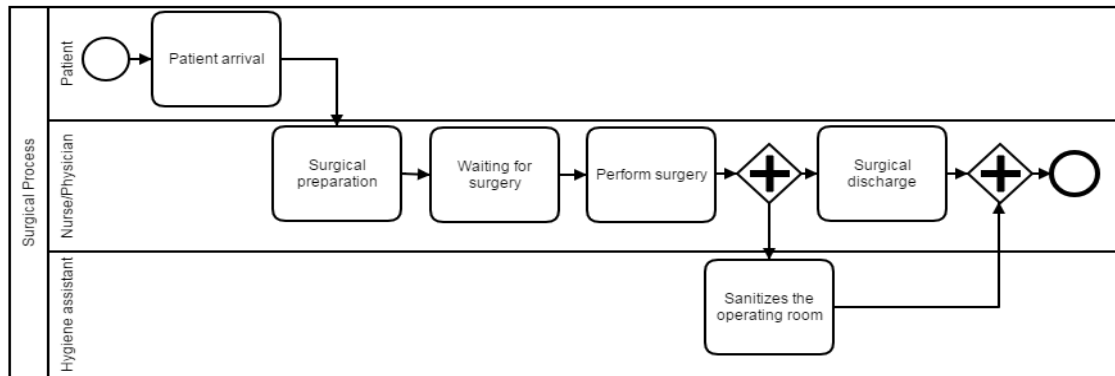 Surgical Process
Patient
Patient arrival
Nurse/Physician
Surgical
preparation
Waiting for
surgery
Perform surgery
Surgical
discharge
Hygiene assistant
Sanitizes the
operating room